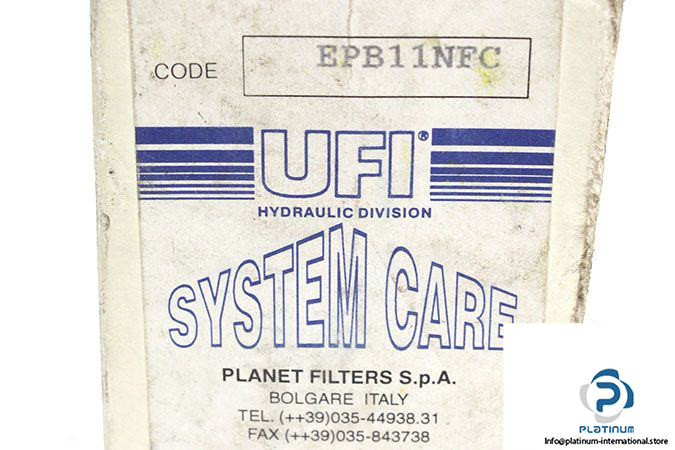 CODE EPB11NFC
UFI®
HYDRAULIC DIVISION
SYSTEM CARE
PLANET FILTERS S.p.A.
BOLGARE ITALY
TEL. (++39)035-44938.31
FAX (++39)035-843738
PLATINUM
Info@platinum-international.store